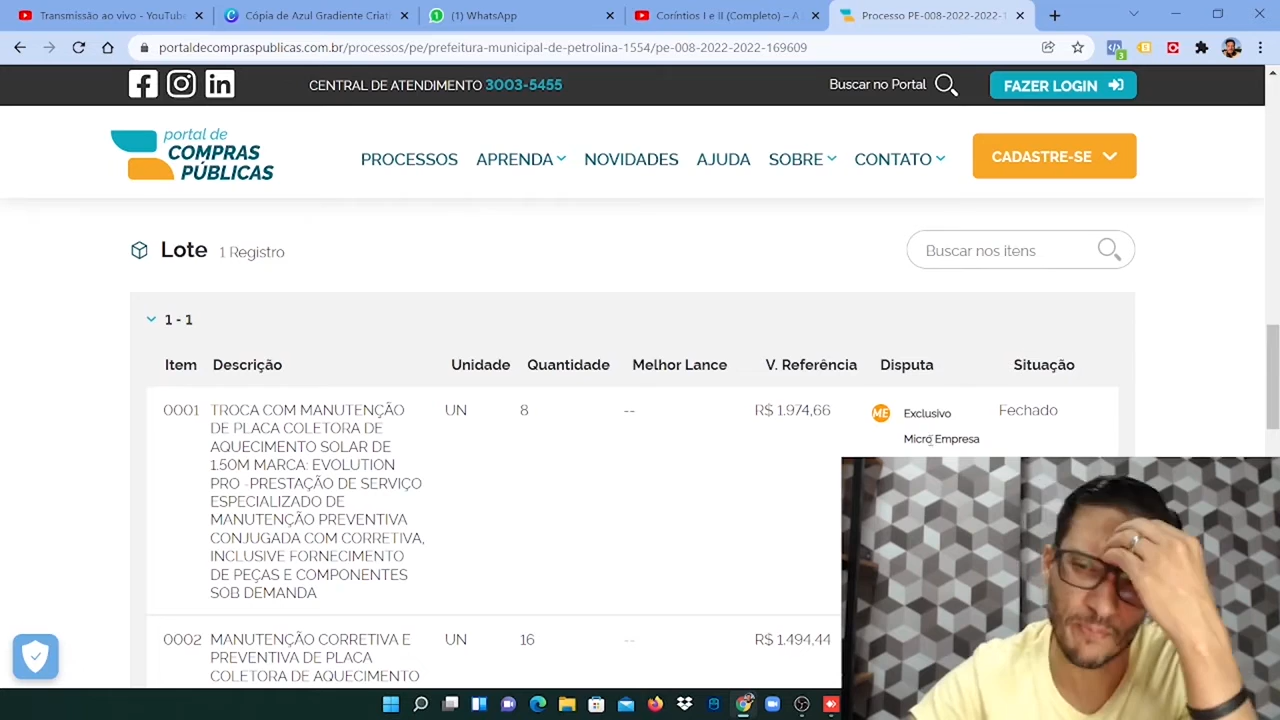 Transmissão ao vivo - YouTube
Cópia de Azul Gradiente Criati
(1) WhatsApp
Coríntios I e II (Completo) - A
Processo PE-008-2022-2022-1
portaldecompraspublicas.com.br/processos/pe/prefeitura-municipal-de-petrolina-1554/pe-008-2022-2022-169609
CENTRAL DE ATENDIMENTO 3003-5455
Buscar no Portal
FAZER LOGIN
portal de
COMPRAS
PÚBLICAS
PROCESSOS
APRENDA
NOVIDADES
AJUDA
SOBRE
CONTATO
CADASTRE-SE
Lote 1 Registro
Buscar nos itens
1 - 1
Item Descrição Unidade Quantidade Melhor Lance V. Referência Disputa Situação
0001 TROCA COM MANUTENÇÃO UN 8 -- R$ 1.974,66 ME Exclusivo Fechado
DE PLACA COLETORA DE
Micro Empresa
AQUECIMENTO SOLAR DE
1.50M MARCA: EVOLUTION
PRO -PRESTAÇÃO DE SERVIÇO
ESPECIALIZADO DE
MANUTENÇÃO PREVENTIVA
CONJUGADA COM CORRETIVA,
INCLUSIVE FORNECIMENTO
DE PEÇAS E COMPONENTES
SOB DEMANDA
0002 MANUTENÇÃO CORRETIVA E UN 16 -- R$ 1.494,44
PREVENTIVA DE PLACA
COLETORA DE AQUECIMENTO